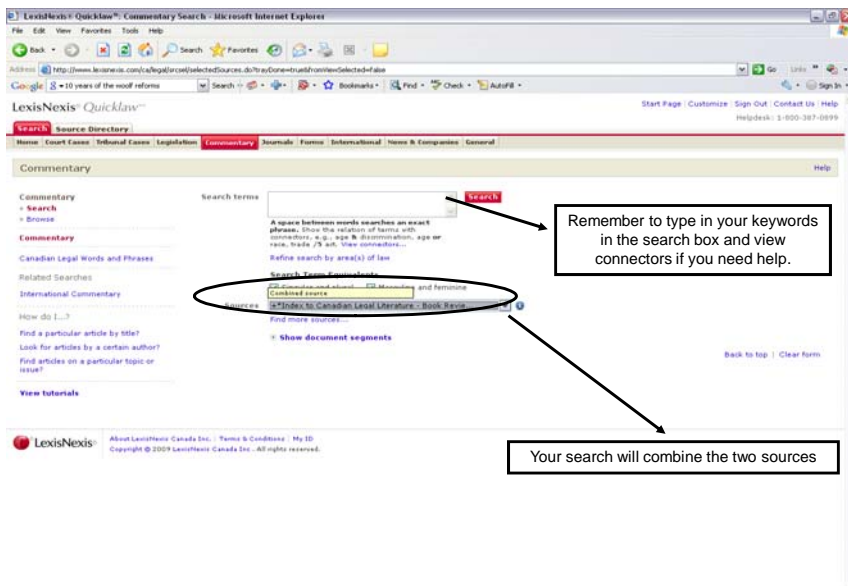 LexisNexis® Quicklaw™: Commentary Search - Microsoft Internet Explorer
File Edit View Favorites Tools Help
Back Search Favorites
Address http://www.lexisnexis.com/ca/legal/srcsel/selectedSources.do?trayDone=true&fromViewSelected=false Go Links
Google 10 years of the woolf reforms Search Bookmarks Find Check AutoFill Sign In
LexisNexis® Quicklaw™
Start Page Customize Sign Out Contact Us Help
Helpdesk: 1-800-387-0899
Search Source Directory
Home Court Cases Tribunal Cases Legislation Commentary Journals Forms International News & Companies General
Commentary Help
Commentary
Search
Browse
Commentary
Canadian Legal Words and Phrases
Related Searches
International Commentary
How do I...?
Find a particular article by title?
Look for articles by a certain author?
Find articles on a particular topic or
issue?
View tutorials
Search terms
Search
A space between words searches an exact
phrase. Show the relation of terms with
connectors, e.g., age & discrimination, age or
race, trade /5 act. View connectors...
Refine search by area(s) of law
Search Term Equivalents
Singular and plural Masculine and feminine
Combined source
Sources +*Index to Canadian Legal Literature - Book Revie
Find more sources...
Show document segments
Remember to type in your keywords
in the search box and view
connectors if you need help.
Back to top | Clear form
Your search will combine the two sources
LexisNexis®
About LexisNexis Canada Inc. | Terms & Conditions | My ID
Copyright © 2009 LexisNexis Canada Inc. All rights reserved.